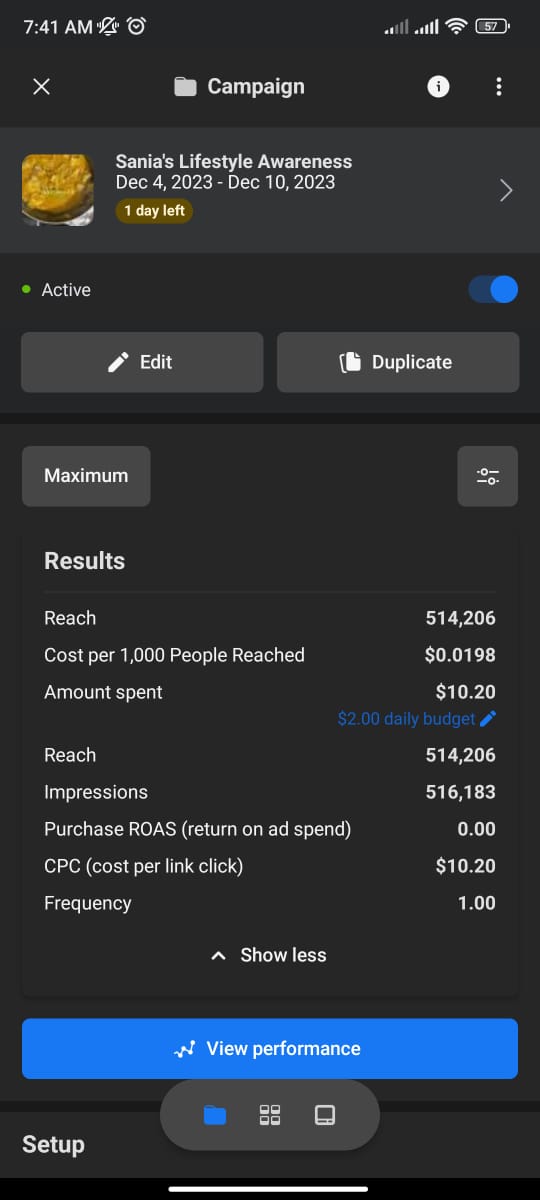 7:41 AM
57
Campaign
Sania's Lifestyle Awareness
Dec 4, 2023 - Dec 10, 2023
1 day left
Active
Edit
Duplicate
Maximum
Results
Reach 514,206
Cost per 1,000 People Reached $0.0198
Amount spent $10.20
$2.00 daily budget
Reach 514,206
Impressions 516,183
Purchase ROAS (return on ad spend) 0.00
CPC (cost per link click) $10.20
Frequency 1.00
Show less
View performance
Setup